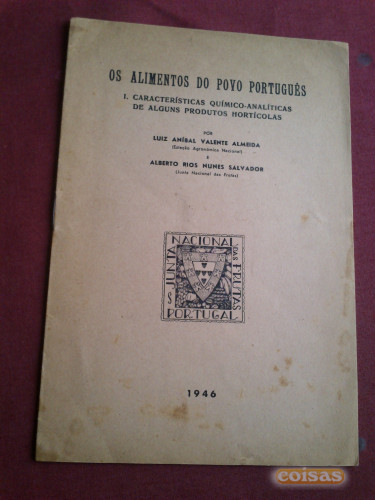 OS ALIMENTOS DO POVO PORTUGUÊS
I. CARACTERÍSTICAS QUÍMICO-ANALÍTICAS
DE ALGUNS PRODUTOS HORTÍCOLAS
POR
LUIZ ANÍBAL VALENTE ALMEIDA
(Estação Agronómica Nacional)
E
ALBERTO RIOS NUNES SALVADOR
(Junta Nacional das Frutas)
JUNTA NACIONAL DAS FRUTAS
PORTUGAL
1946
coisas